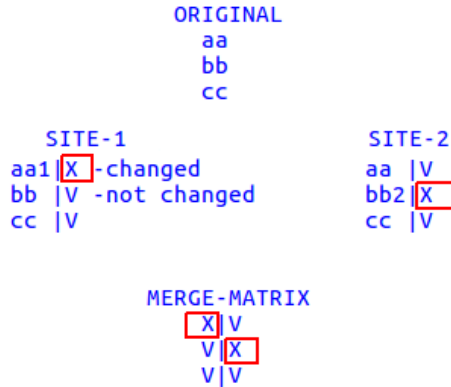 ORIGINAL
aa
bb
cc
SITE-1
aa1|X -changed
bb |V -not changed
cc |V
SITE-2
aa |V
bb2|X
cc |V
MERGE-MATRIX
X|V
V|X
V|V